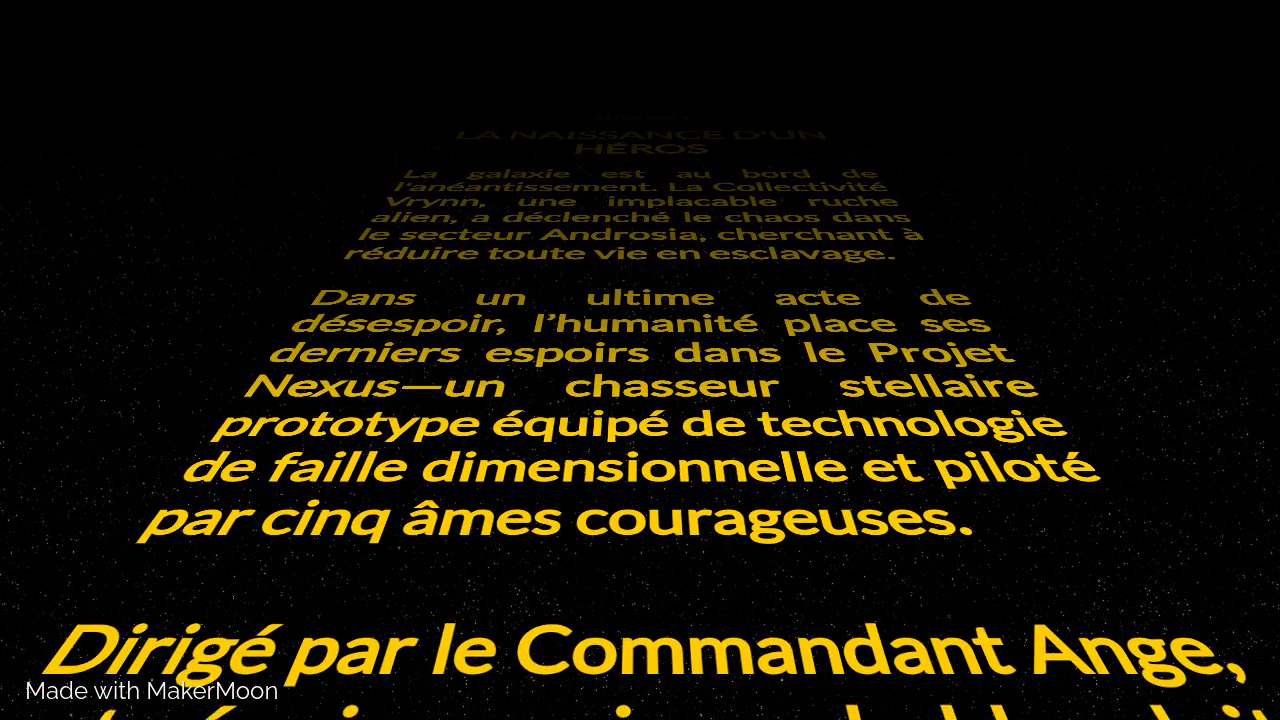 LA NAISSANCE D'UN
HÉROS
La galaxie est au bord de
l'anéantissement. La Collectivité
Vrynn, une implacable ruche
alien, a déclenché le chaos dans
le secteur Androsia, cherchant à
réduire toute vie en esclavage.
Dans un ultime acte de
désespoir, l’humanité place ses
derniers espoirs dans le Projet
Nexus—un chasseur stellaire
prototype équipé de technologie
de faille dimensionnelle et piloté
par cinq âmes courageuses.
Dirigé par le Commandant Ange,
Made with MakerMoon